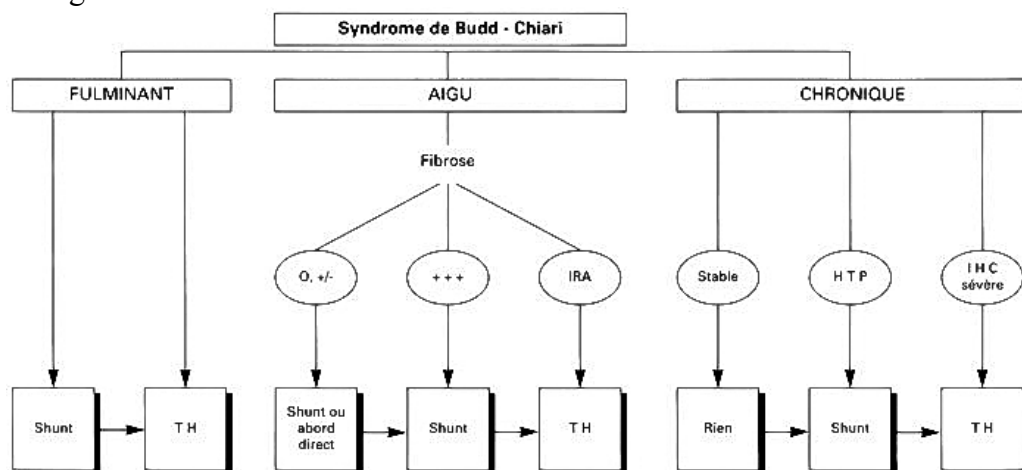 Syndrome de Budd - Chiari
FULMINANT
AIGU
CHRONIQUE
Fibrose
O, +/-
+ + +
IRA
Stable
H T P
I H C
sévère
Shunt
T H
Shunt ou
abord
direct
Shunt
T H
Rien
Shunt
T H